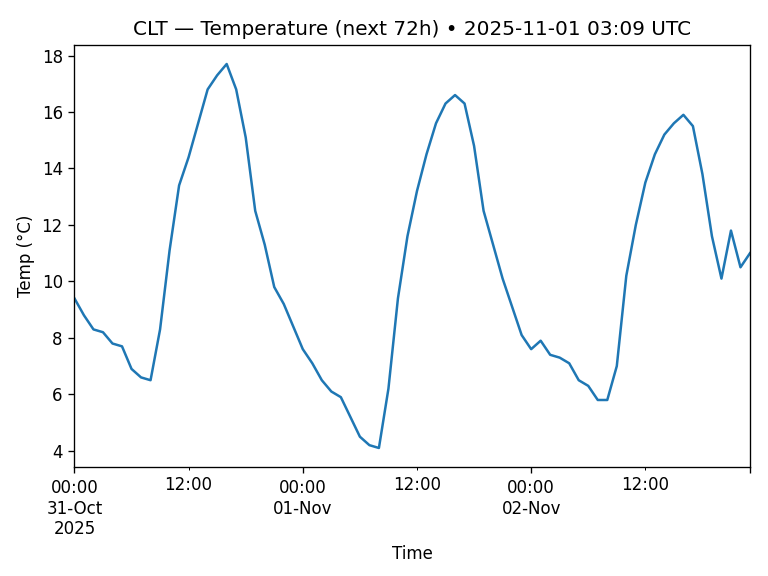 CLT — Temperature (next 72h) • 2025-11-01 03:09 UTC
18
16
14
12
10
8
6
4
Temp (°C)
00:00 12:00 00:00 12:00 00:00 12:00
31-Oct 01-Nov 02-Nov
2025
Time